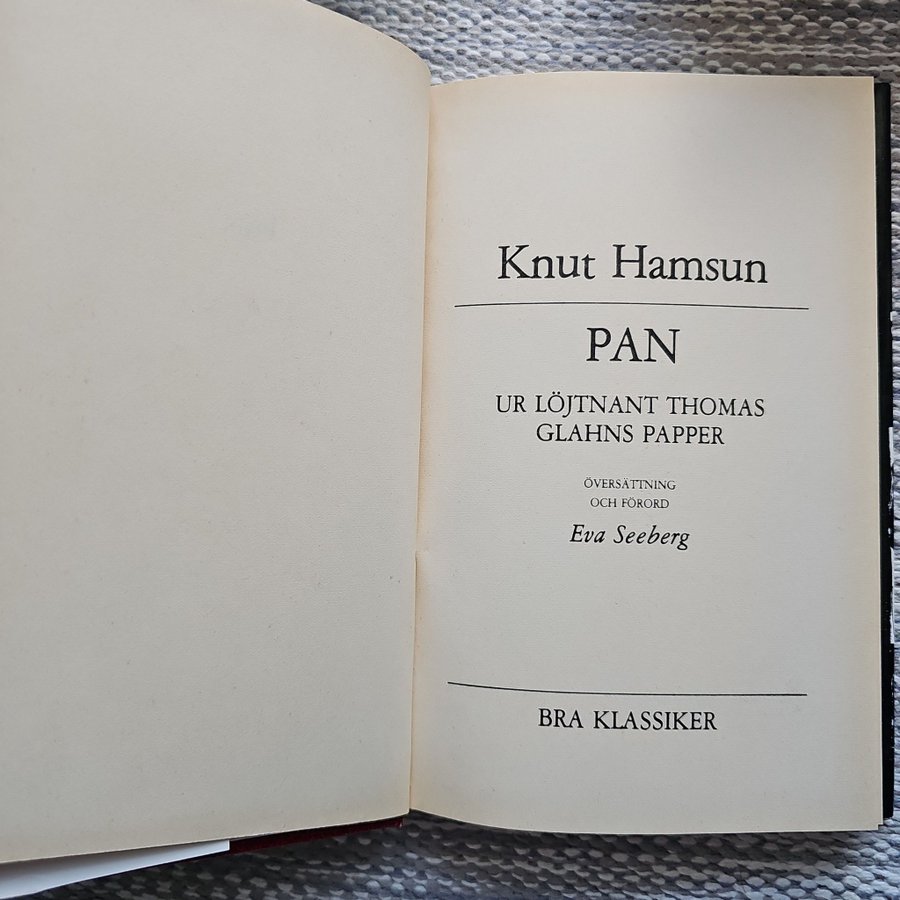 Knut Hamsun
PAN
UR LÖJTNANT THOMAS
GLAHNS PAPPER
ÖVERSÄTTNING
OCH FÖRORD
Eva Seeberg
BRA KLASSIKER